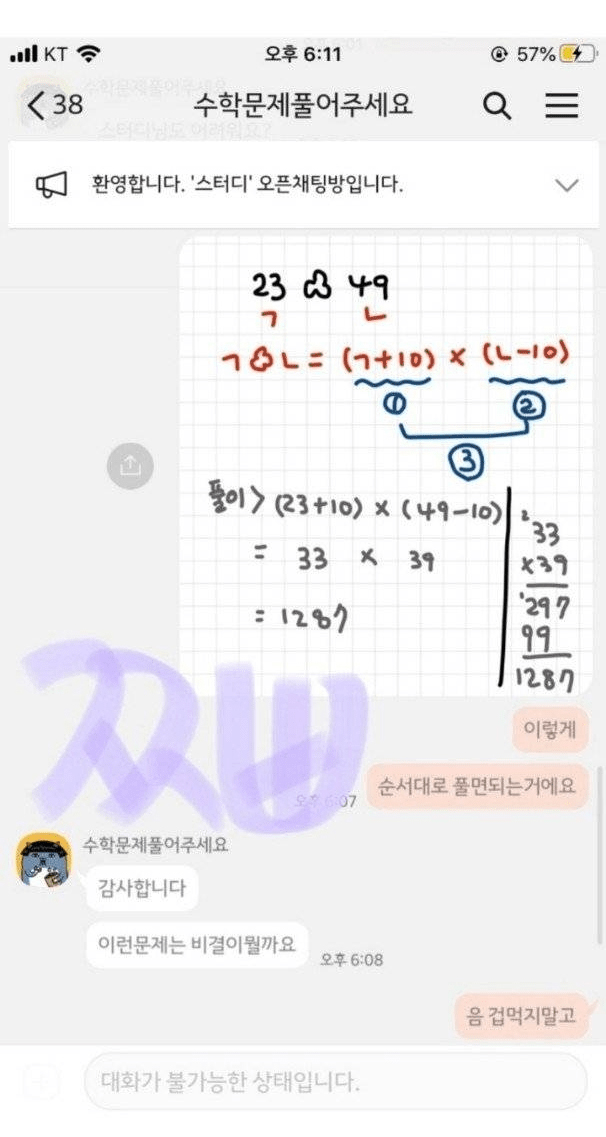 KT 오후 6:11 57%
38 수학문제풀어주세요
환영합니다. '스터디' 오픈채팅방입니다.
23 ♧ 49
ㄱ ㄴ
ㄱ♧ㄴ = (ㄱ+10) × (ㄴ-10)
① ②
③
풀이> (23+10) × (49-10)
= 33 × 39
= 1287
2
33
×39
'297
99
1287
짜빠
이렇게
순서대로 풀면되는거에요
오후 6:07
수학문제풀어주세요
감사합니다
이런문제는 비결이뭘까요
오후 6:08
음 겁먹지말고
대화가 불가능한 상태입니다.